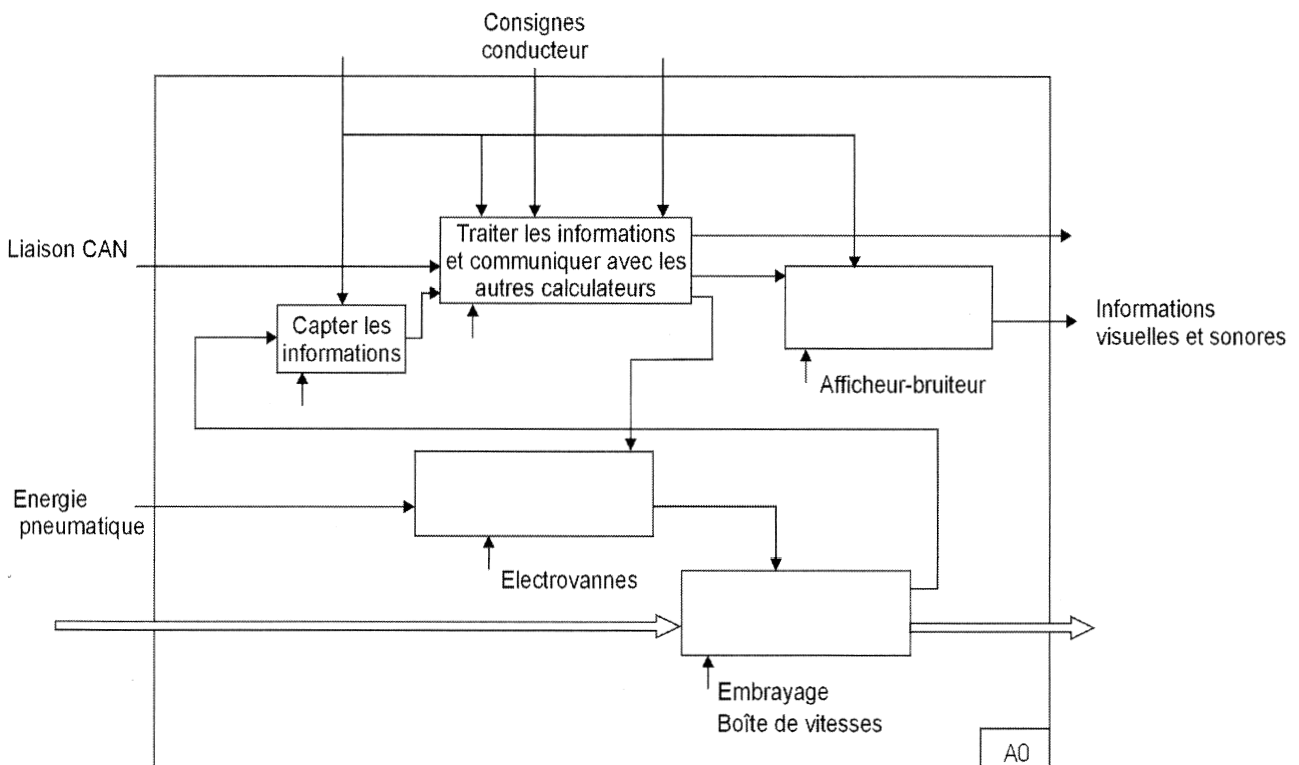 Consignes
conducteur
Liaison CAN
Traiter les informations
et communiquer avec les
autres calculateurs
Capter les
informations
Informations
visuelles et sonores
Afficheur-bruiteur
Energie
pneumatique
Electrovannes
Embrayage
Boîte de vitesses
A0